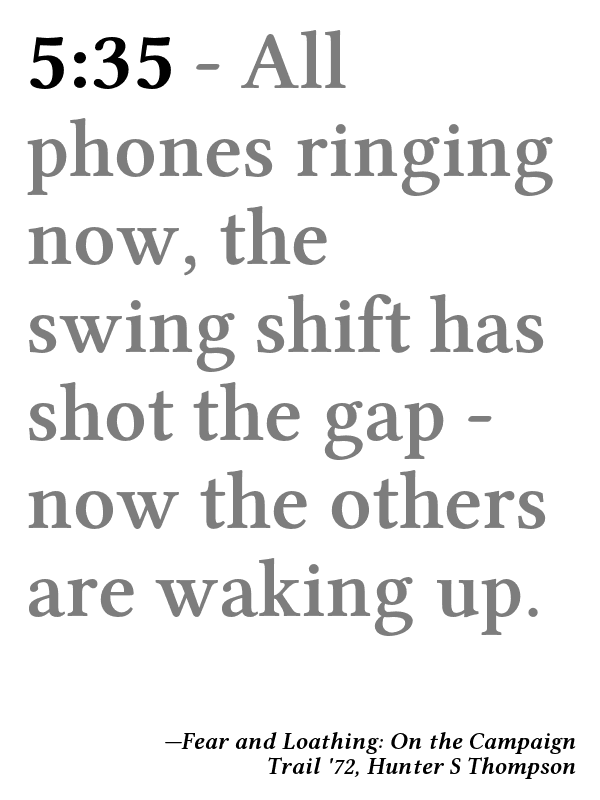 5:35 - All
phones ringing
now, the
swing shift has
shot the gap -
now the others
are waking up.
—Fear and Loathing: On the Campaign
Trail '72, Hunter S Thompson